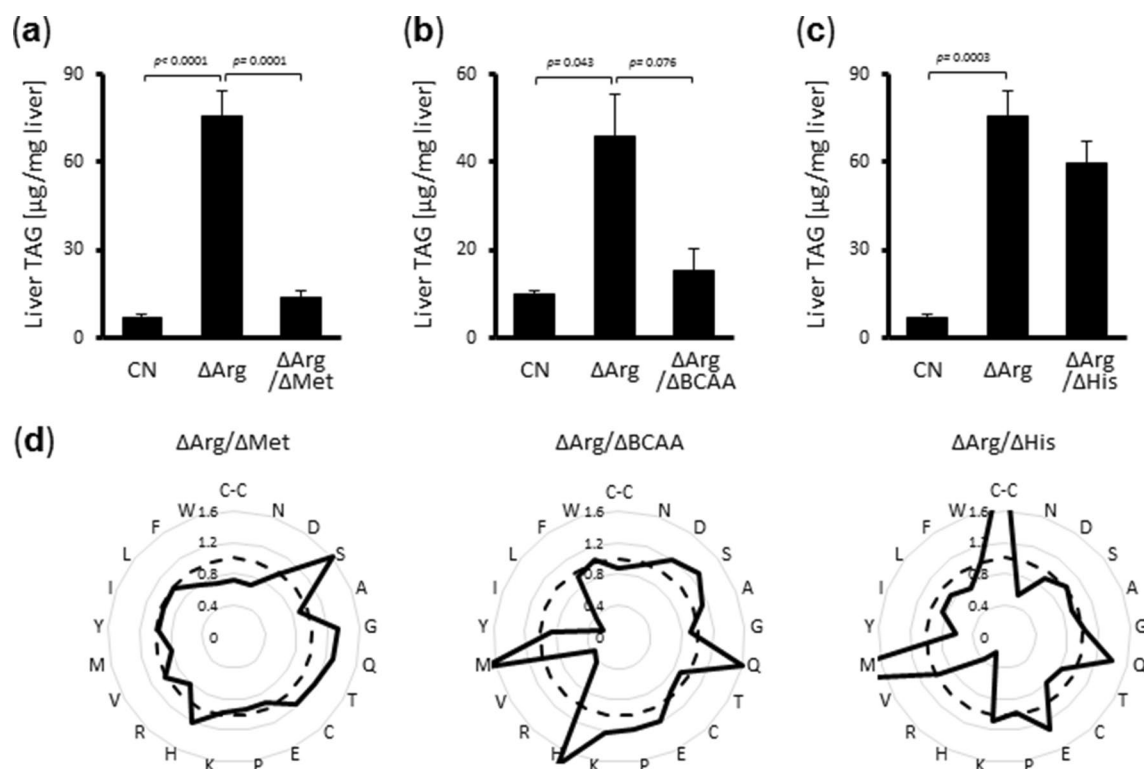 (a)
p< 0.0001
p= 0.0001
Liver TAG [µg/mg liver]
90
60
30
0
CN
ΔArg
ΔArg
/ΔMet
(b)
p= 0.043
p= 0.076
Liver TAG [µg/mg liver]
60
40
20
0
CN
ΔArg
ΔArg
/ΔBCAA
(c)
p= 0.0003
Liver TAG [µg/mg liver]
90
60
30
0
CN
ΔArg
ΔArg
/ΔHis
(d)
ΔArg/ΔMet
C-C
N
D
S
A
G
Q
T
C
E
P
K
H
R
V
M
Y
I
L
F
W
1.6
1.2
0.8
0.4
0
ΔArg/ΔBCAA
C-C
N
D
S
A
G
Q
T
C
E
P
K
H
R
V
M
Y
I
L
F
W
1.6
1.2
0.8
0.4
0
ΔArg/ΔHis
C-C
N
D
S
A
G
Q
T
C
E
P
K
H
R
V
M
Y
I
L
F
W
1.6
1.2
0.8
0.4
0